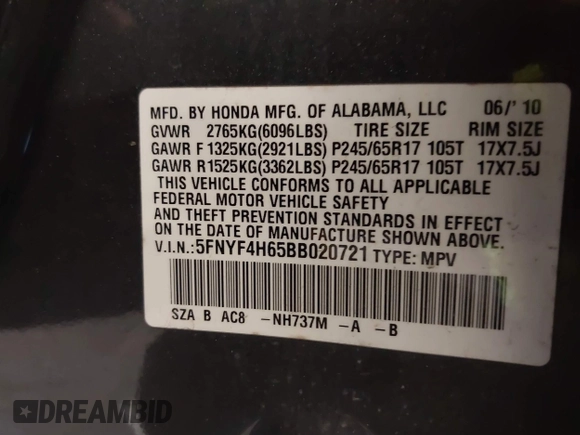 MFD. BY HONDA MFG. OF ALABAMA, LLC 06/'10
GVWR 2765KG(6096LBS) TIRE SIZE RIM SIZE
GAWR F1325KG(2921LBS) P245/65R17 105T 17X7.5J
GAWR R1525KG(3362LBS) P245/65R17 105T 17X7.5J
THIS VEHICLE CONFORMS TO ALL APPLICABLE
FEDERAL MOTOR VEHICLE SAFETY
AND THEFT PREVENTION STANDARDS IN EFFECT
ON THE DATE OF MANUFACTURE SHOWN ABOVE.
V.I.N.:5FNYF4H65BB020721 TYPE: MPV
SZA B AC8 -NH737M -A -B
DREAMBID